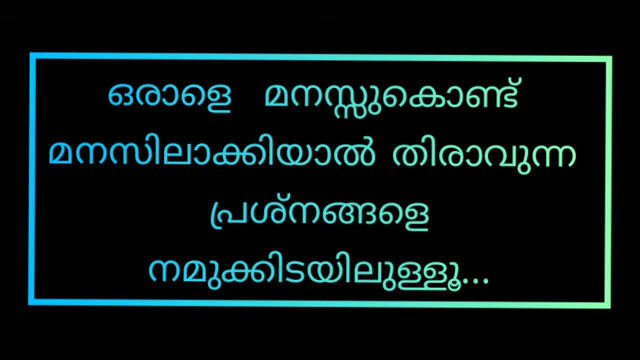 ഒരാളെ മനസ്സുകൊണ്ട്
മനസിലാക്കിയാൽ തിരാവുന്ന
പ്രശ്നങ്ങളെ
നമുക്കിടയിലുള്ളൂ...